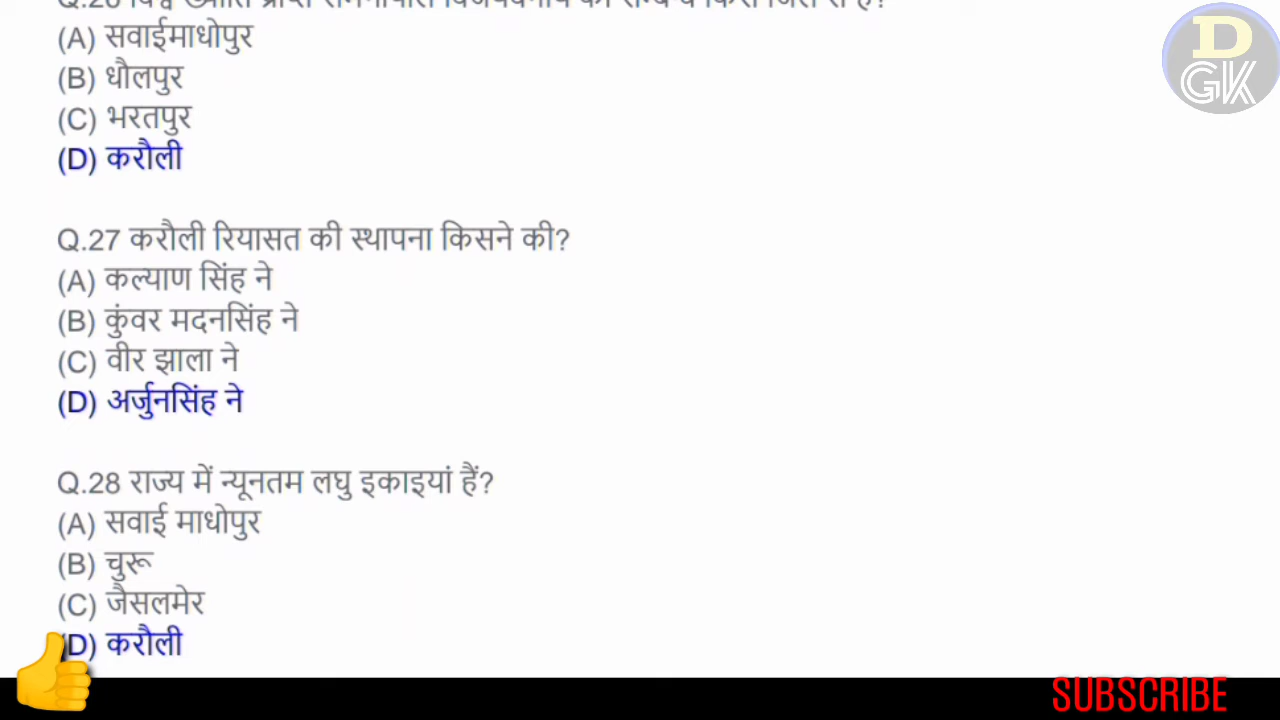 (A) सवाईमाधोपुर
(B) धौलपुर
(C) भरतपुर
(D) करौली
Q.27 करौली रियासत की स्थापना किसने की?
(A) कल्याण सिंह ने
(B) कुंवर मदनसिंह ने
(C) वीर झाला ने
(D) अर्जुनसिंह ने
Q.28 राज्य में न्यूनतम लघु इकाइयां हैं?
(A) सवाई माधोपुर
(B) चुरू
(C) जैसलमेर
(D) करौली
D
GK
SUBSCRIBE